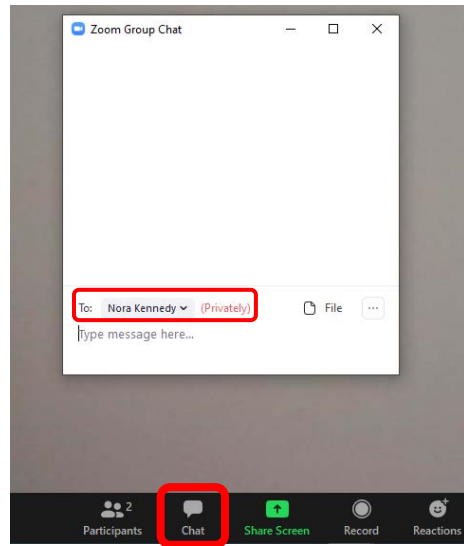 Zoom Group Chat
To: Nora Kennedy (Privately) File ...
Type message here...
2
Participants Chat Share Screen Record Reactions